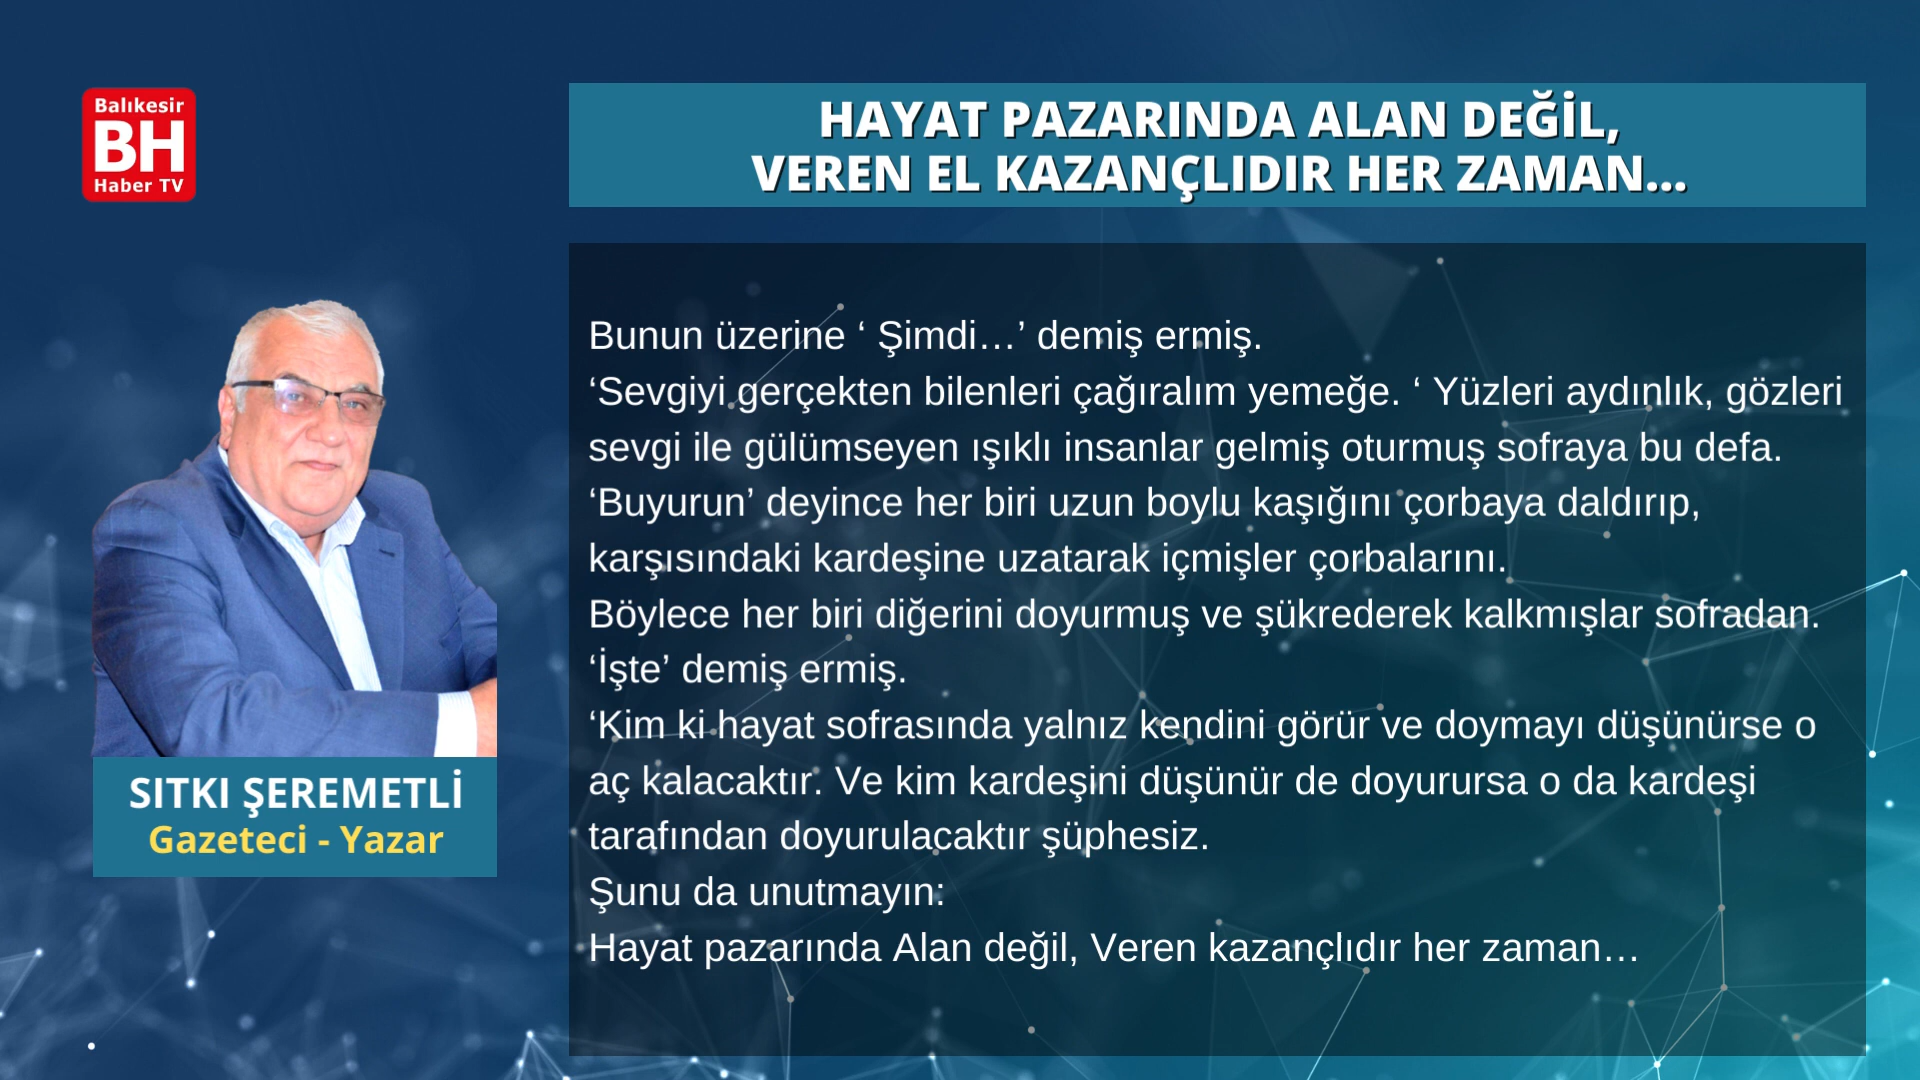 Balıkesir
BH
Haber TV
HAYAT PAZARINDA ALAN DEĞİL,
VEREN EL KAZANÇLIDIR HER ZAMAN...
Bunun üzerine ‘ Şimdi…’ demiş ermiş.
‘Sevgiyi gerçekten bilenleri çağıralım yemeğe. ‘ Yüzleri aydınlık, gözleri
sevgi ile gülümseyen ışıklı insanlar gelmiş oturmuş sofraya bu defa.
‘Buyurun’ deyince her biri uzun boylu kaşığını çorbaya daldırıp,
karşısındaki kardeşine uzatarak içmişler çorbalarını.
Böylece her biri diğerini doyurmuş ve şükrederek kalkmışlar sofradan.
‘İşte’ demiş ermiş.
‘Kim ki hayat sofrasında yalnız kendini görür ve doymayı düşünürse o
aç kalacaktır. Ve kim kardeşini düşünür de doyurursa o da kardeşi
tarafından doyurulacaktır şüphesiz.
Şunu da unutmayın:
Hayat pazarında Alan değil, Veren kazançlıdır her zaman…
SITKI ŞEREMETLİ
Gazeteci - Yazar